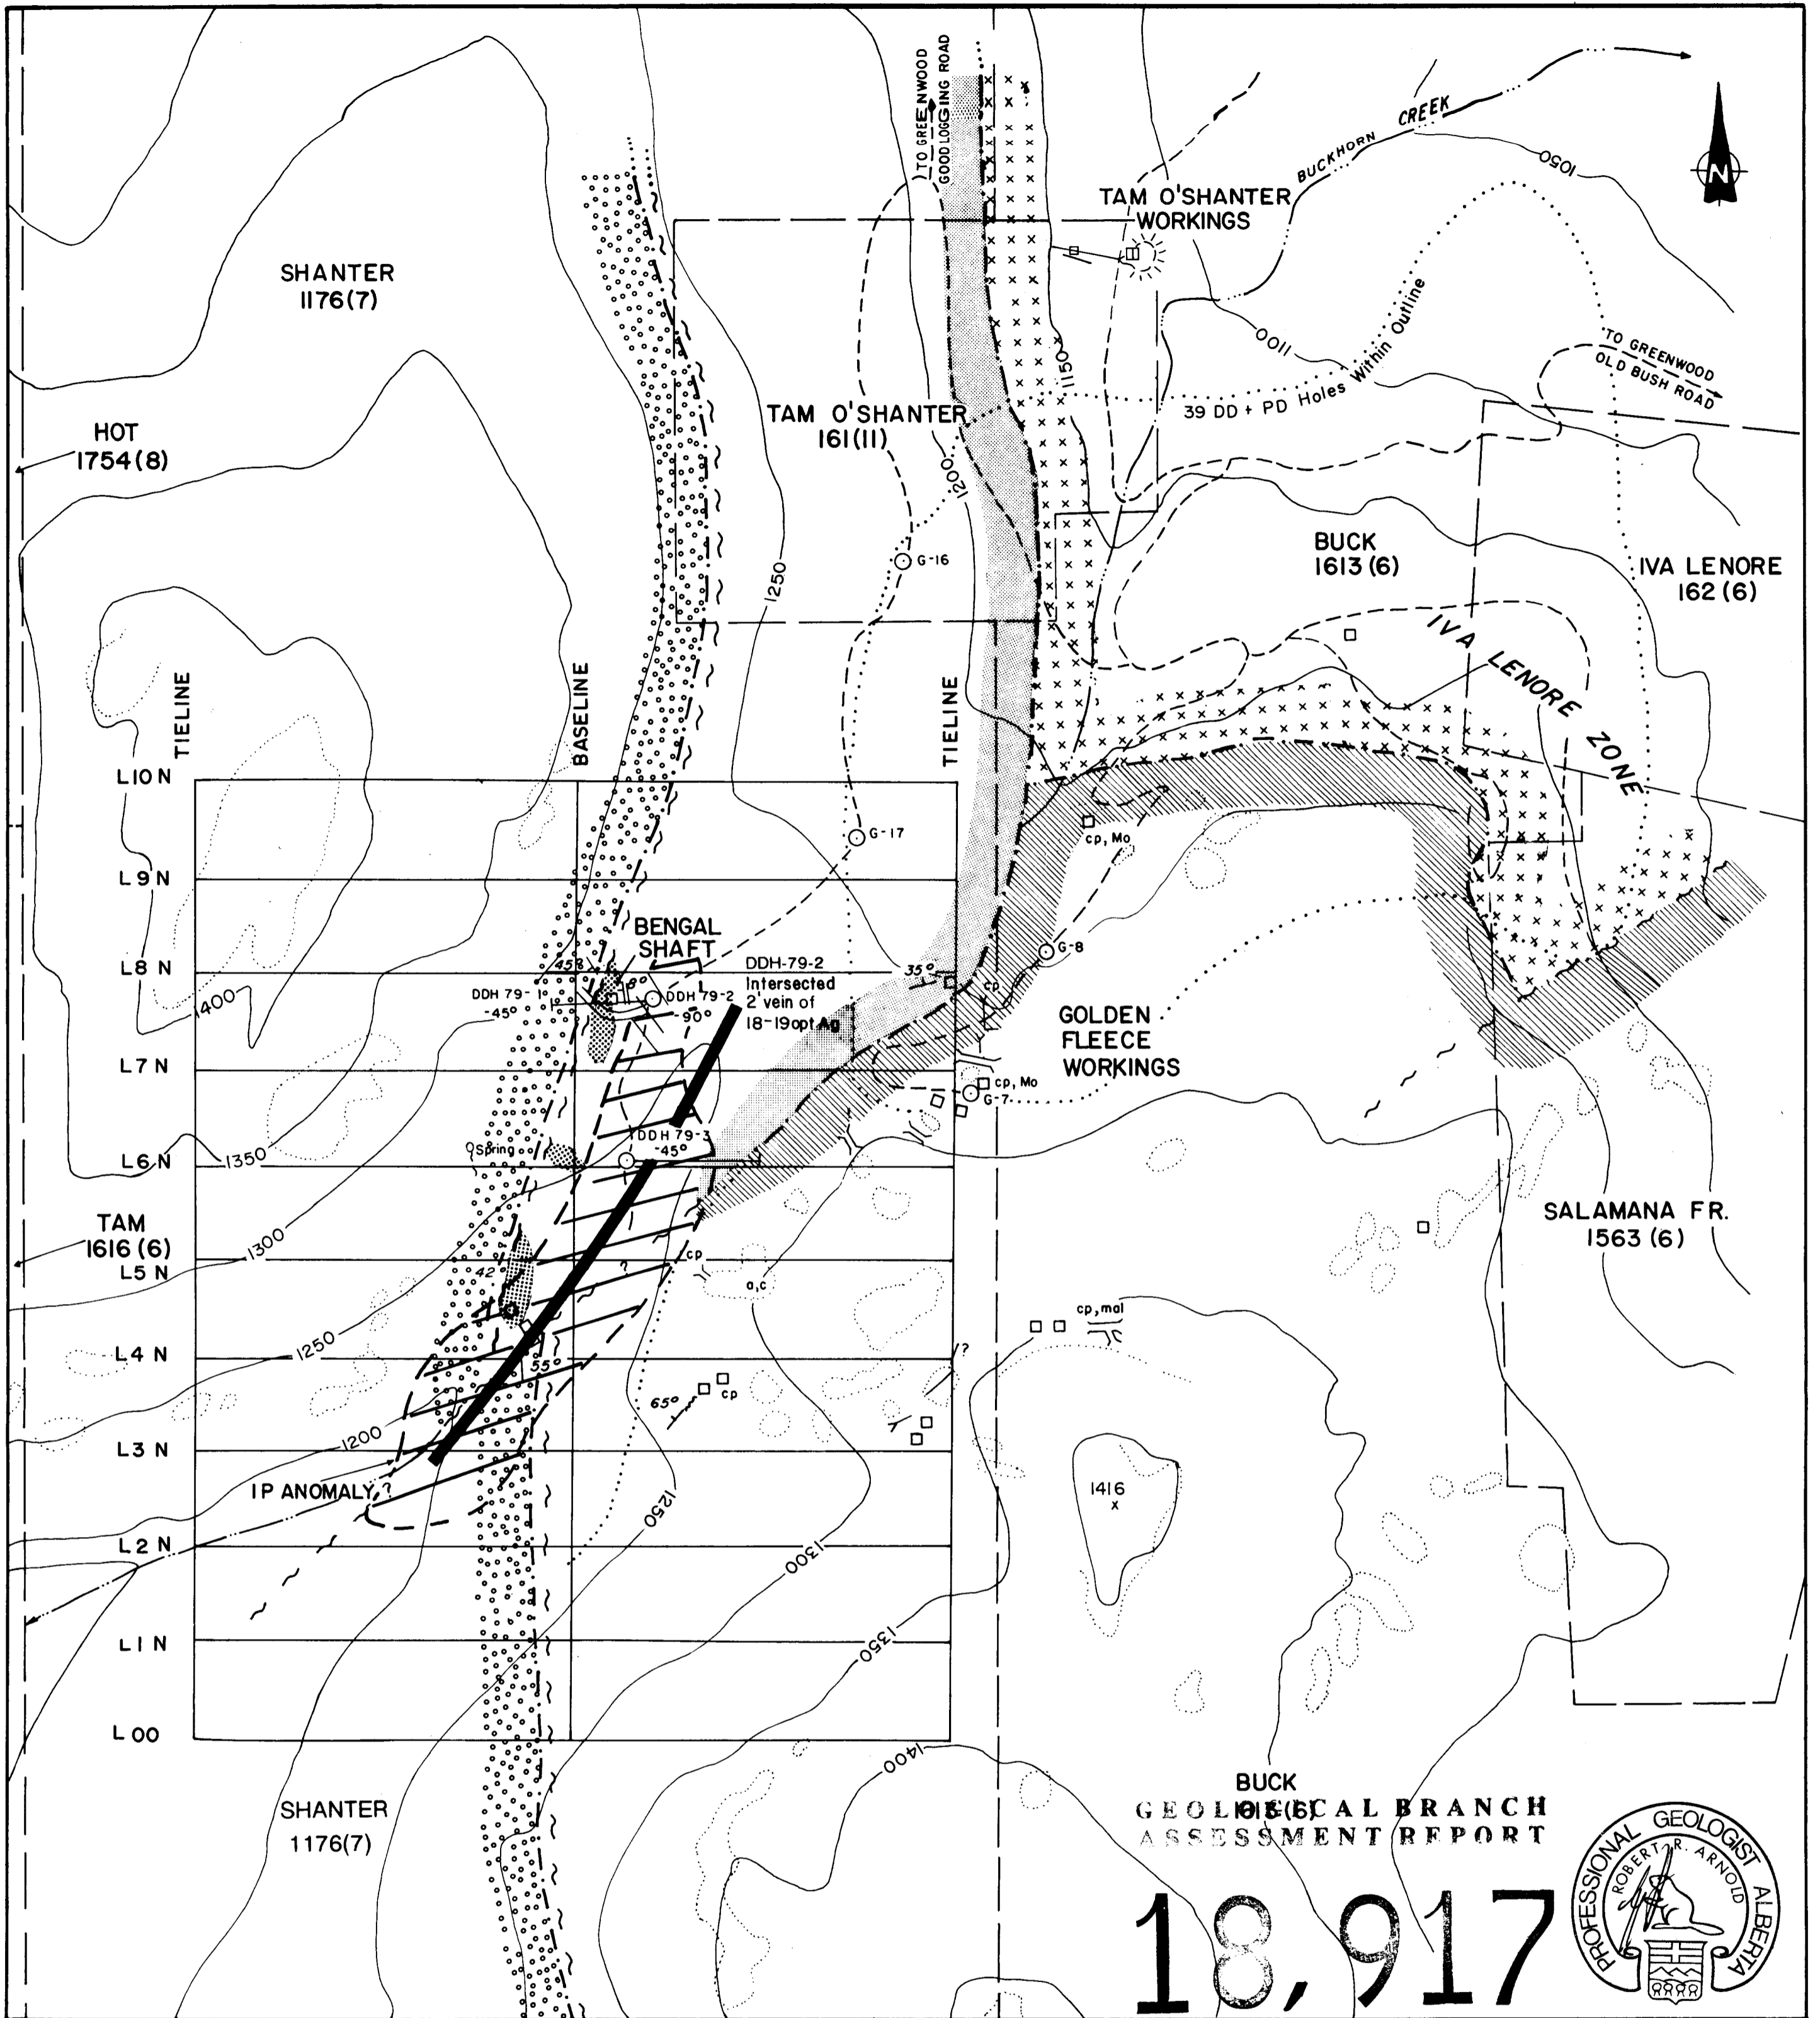 TO GREENWOOD
GOOD LOGGING ROAD
BUCKHORN CREEK
1050
N
TAM O'SHANTER
WORKINGS
SHANTER
1176(7)
1100
39 DD + PD Holes Within Outline
TO GREENWOOD
OLD BUSH ROAD
1150
HOT
1754(8)
TAM O'SHANTER
161(11)
1200
BUCK
1613(6)
IVA LENORE
162(6)
G-16
1250
IVA LENORE ZONE
TIELINE
BASELINE
TIELINE
L10 N
G-17
cp, Mo
L9N
BENGAL
SHAFT
L8 N
45°
DDH 79-1
-45°
80°
DDH 79-2
-90°
DDH-79-2
Intersected
2' vein of
18-19opt Ag
35°
cp
G-8
1400
GOLDEN
FLEECE
WORKINGS
L7N
cp, Mo
G-7
DDH 79-3
-45°
Spring
L6N
1350
TAM
1616(6)
1300
SALAMANA FR.
1563(6)
L5N
42
cp
?
a,c
cp,mal
1250
L4 N
55°
?
65°
cp
1200
L3 N
IP ANOMALY
?
1250
1416
x
L2 N
1300
L1 N
1350
L00
1400
SHANTER
1176(7)
BUCK
GEOLOGICAL BRANCH
ASSESSMENT REPORT
18,917
PROFESSIONAL GEOLOGIST ALBERTA
ROBERT R. ARNOLD